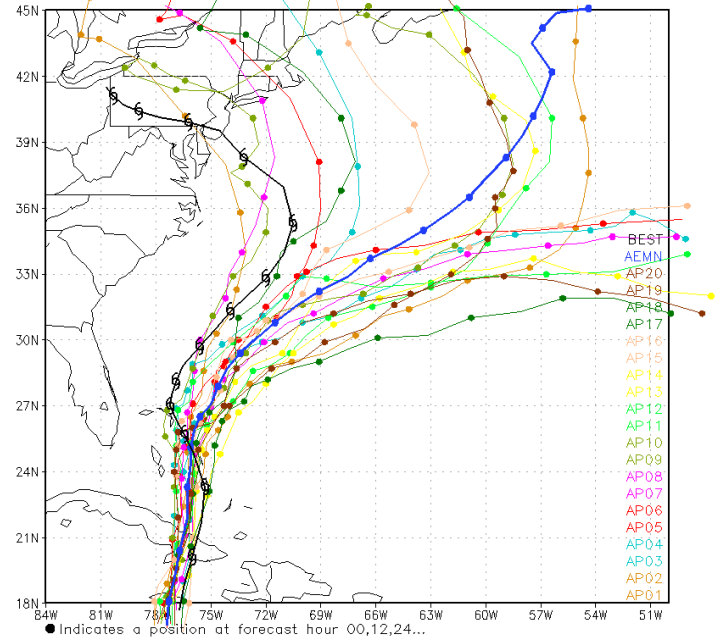 45N
42N
39N
36N
33N
30N
27N
24N
21N
18N
84W 81W 78W 75W 72W 69W 66W 63W 60W 57W 54W 51W
BEST
AEMN
AP20
AP19
AP18
AP17
AP16
AP15
AP14
AP13
AP12
AP11
AP10
AP09
AP08
AP07
AP06
AP05
AP04
AP03
AP02
AP01
Indicates a position at forecast hour 00,12,24...